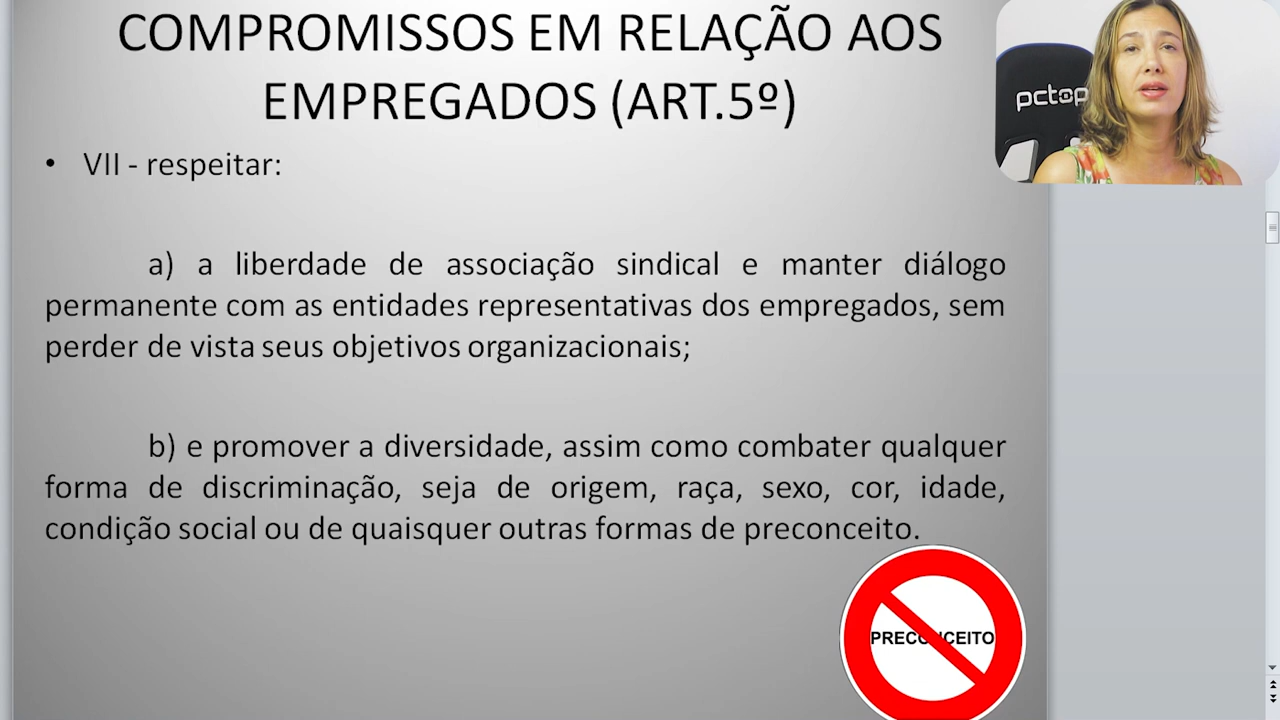 COMPROMISSOS EM RELAÇÃO AOS
EMPREGADOS (ART.5º)
• VII - respeitar:
a) a liberdade de associação sindical e manter diálogo
permanente com as entidades representativas dos empregados, sem
perder de vista seus objetivos organizacionais;
b) e promover a diversidade, assim como combater qualquer
forma de discriminação, seja de origem, raça, sexo, cor, idade,
condição social ou de quaisquer outras formas de preconceito.
PRECONCEITO
pctop